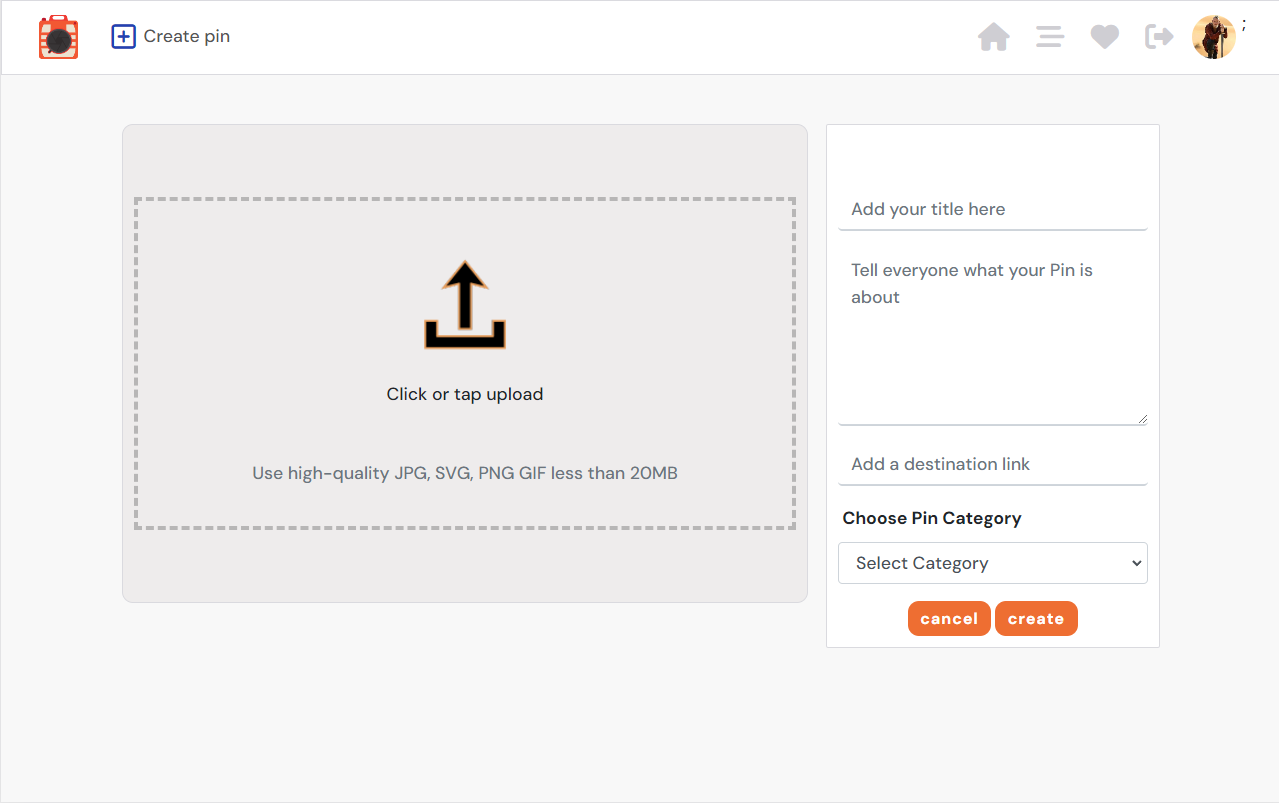 Create pin
;
Click or tap upload
Use high-quality JPG, SVG, PNG GIF less than 20MB
Add your title here
Tell everyone what your Pin is
about
Add a destination link
Choose Pin Category
Select Category
cancel create